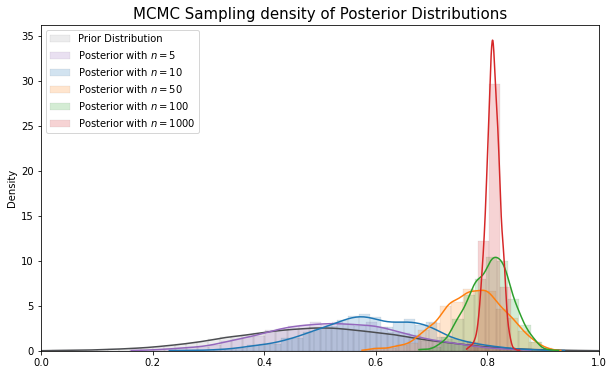 MCMC Sampling density of Posterior Distributions
35
30
25
20
15
10
5
0
Density
Prior Distribution
Posterior with n = 5
Posterior with n = 10
Posterior with n = 50
Posterior with n = 100
Posterior with n = 1000
0.0 0.2 0.4 0.6 0.8 1.0